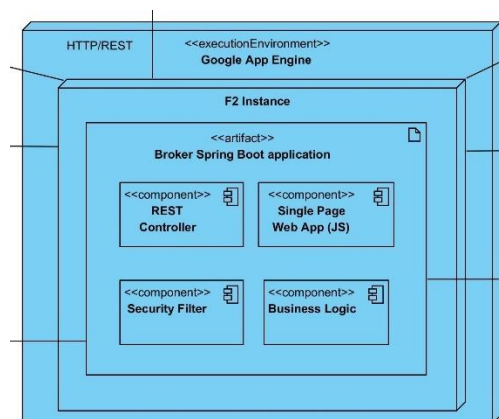 HTTP/REST
<<executionEnvironment>>
Google App Engine
F2 Instance
<<artifact>>
Broker Spring Boot application
<<component>>
REST
Controller
<<component>>
Single Page
Web App (JS)
<<component>>
Security Filter
<<component>>
Business Logic